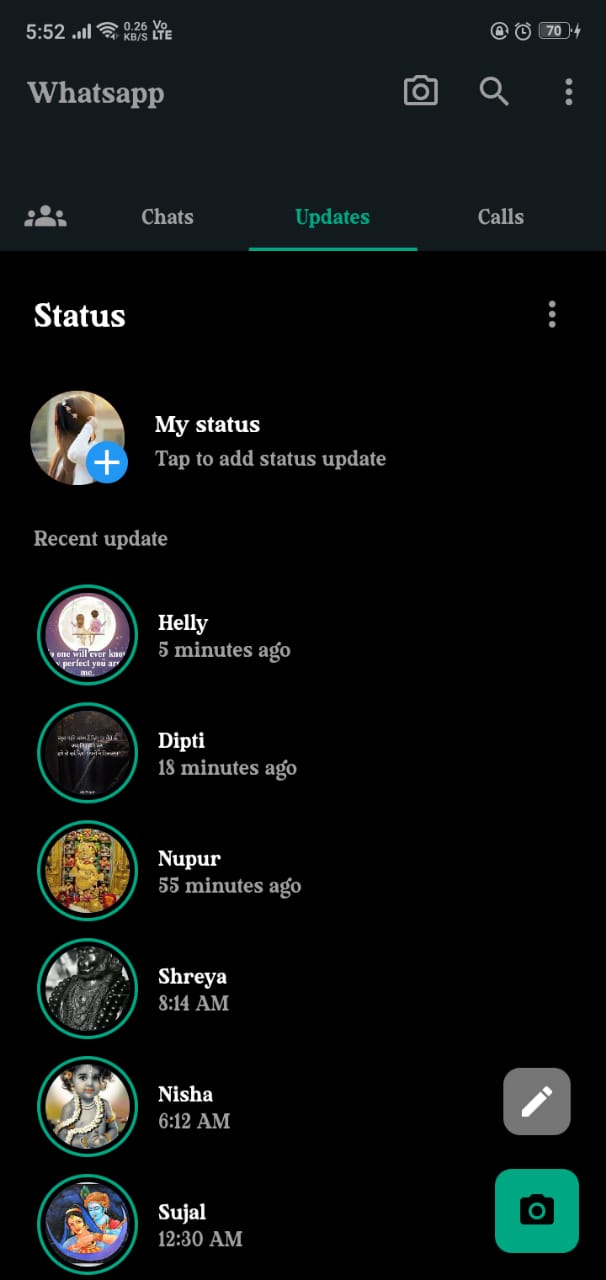 5:52 0.26 KB/S Vo LTE 70
Whatsapp
Chats Updates Calls
Status
My status
Tap to add status update
Recent update
Helly
5 minutes ago
one will ever know
perfect you are
me.
Dipti
18 minutes ago
Nupur
55 minutes ago
Shreya
8:14 AM
Nisha
6:12 AM
Sujal
12:30 AM